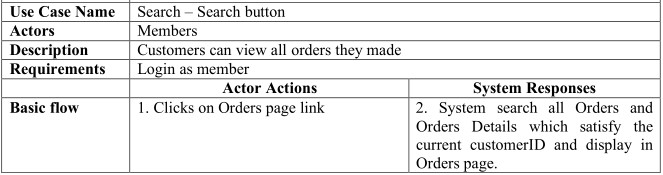 Use Case Name Search – Search button
Actors Members
Description Customers can view all orders they made
Requirements Login as member
Actor Actions System Responses
Basic flow 1. Clicks on Orders page link 2. System search all Orders and
Orders Details which satisfy the
current customerID and display in
Orders page.